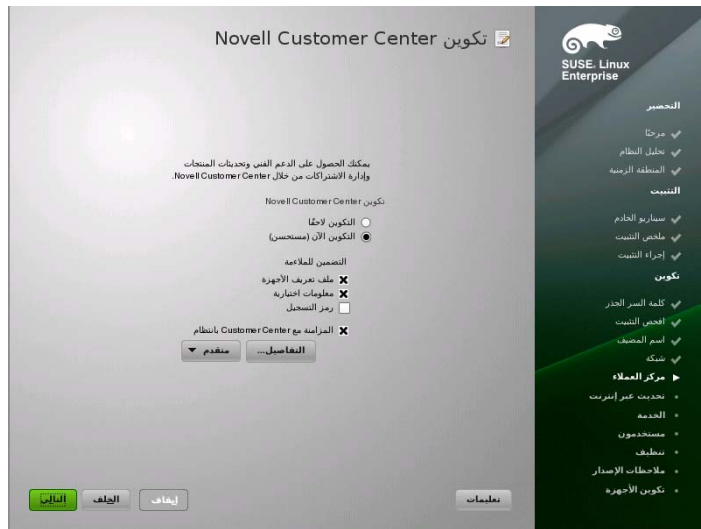 تكوين Novell Customer Center
يمكنك الحصول على الدعم الفني وتحديثات المنتجات
وإدارة الاشتراكات من خلال Novell Customer Center.
تكوين Novell Customer Center
التكوين لاحقًا
التكوين الآن (مستحسن)
التضمين للملاءمة
ملف تعريف الأجهزة
معلومات اختيارية
رمز التسجيل
المزامنة مع Customer Center بانتظام
التفاصيل...
متقدم
تعليمات
إيقاف
الخلف
التالي
SUSE. Linux
Enterprise
التحضير
مرحبًا
تحليل النظام
المنطقة الزمنية
التثبيت
سيناريو الخادم
ملخص التثبيت
إجراء التثبيت
تكوين
كلمة السر الجذر
افحص التثبيت
اسم المضيف
شبكة
مركز العملاء
تحديث عبر إنترنت
الخدمة
مستخدمون
تنظيف
ملاحظات الإصدار
تكوين الأجهزة